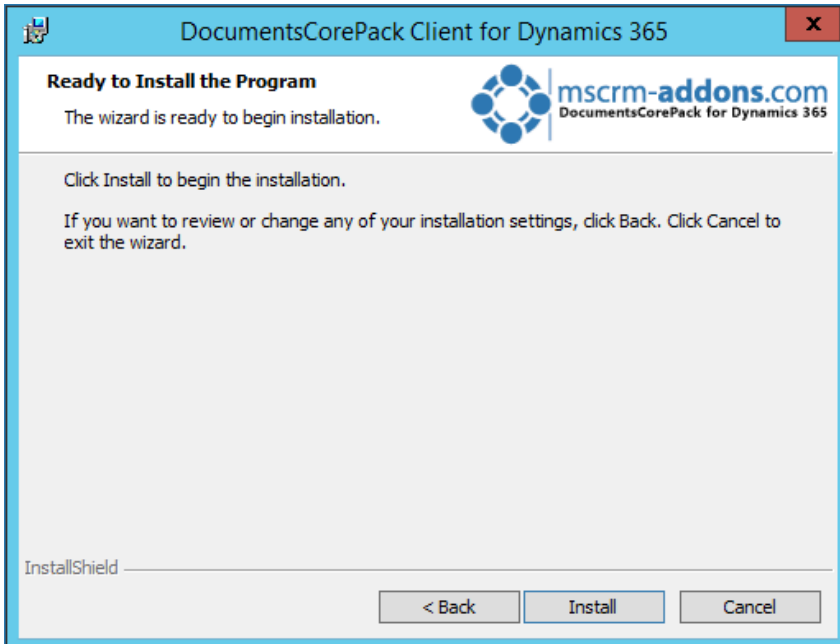 DocumentsCorePack Client for Dynamics 365
x
Ready to Install the Program
The wizard is ready to begin installation.
mscrm-addons.com
DocumentsCorePack for Dynamics 365
Click Install to begin the installation.
If you want to review or change any of your installation settings, click Back. Click Cancel to
exit the wizard.
InstallShield
< Back
Install
Cancel